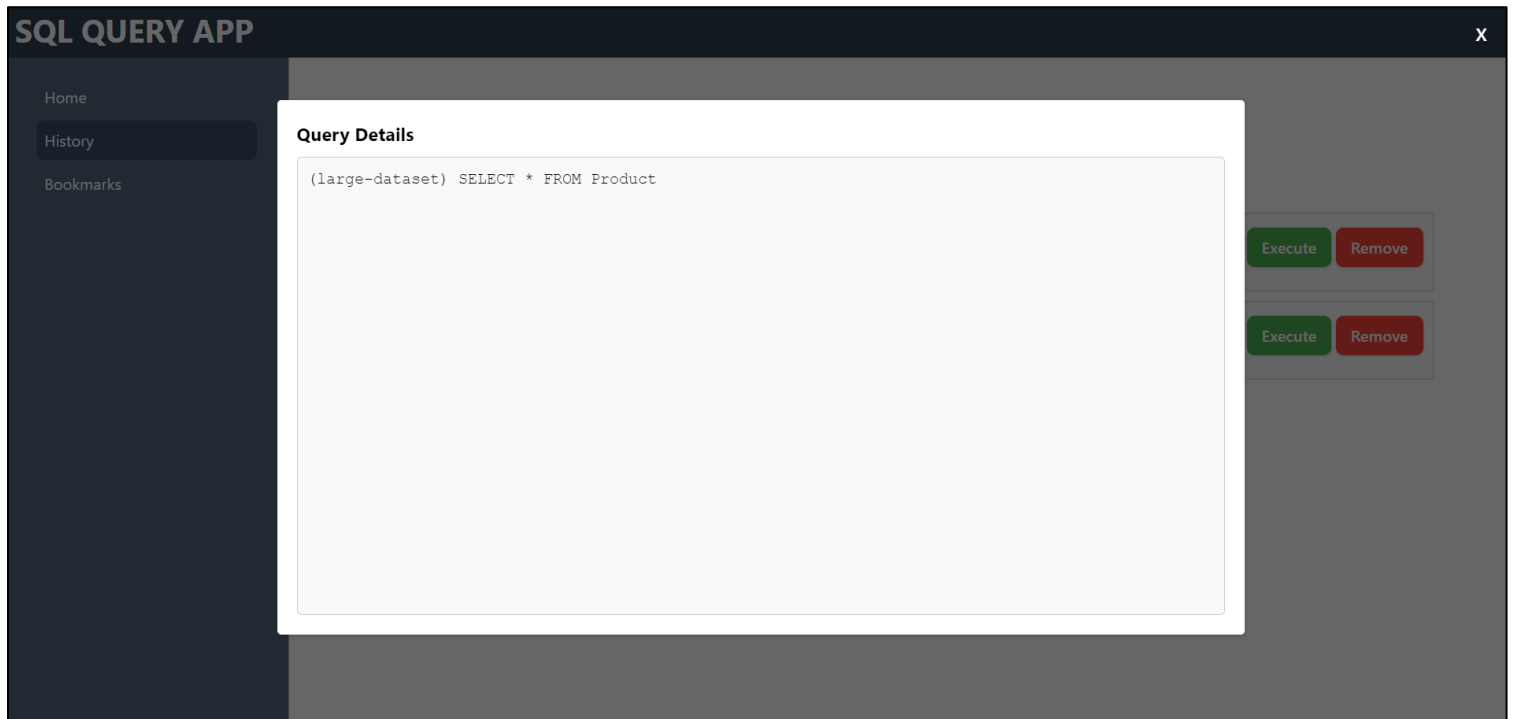 SQL QUERY APP
X
Home
History
Bookmarks
Query Details
(large-dataset) SELECT * FROM Product
Execute Remove
Execute Remove